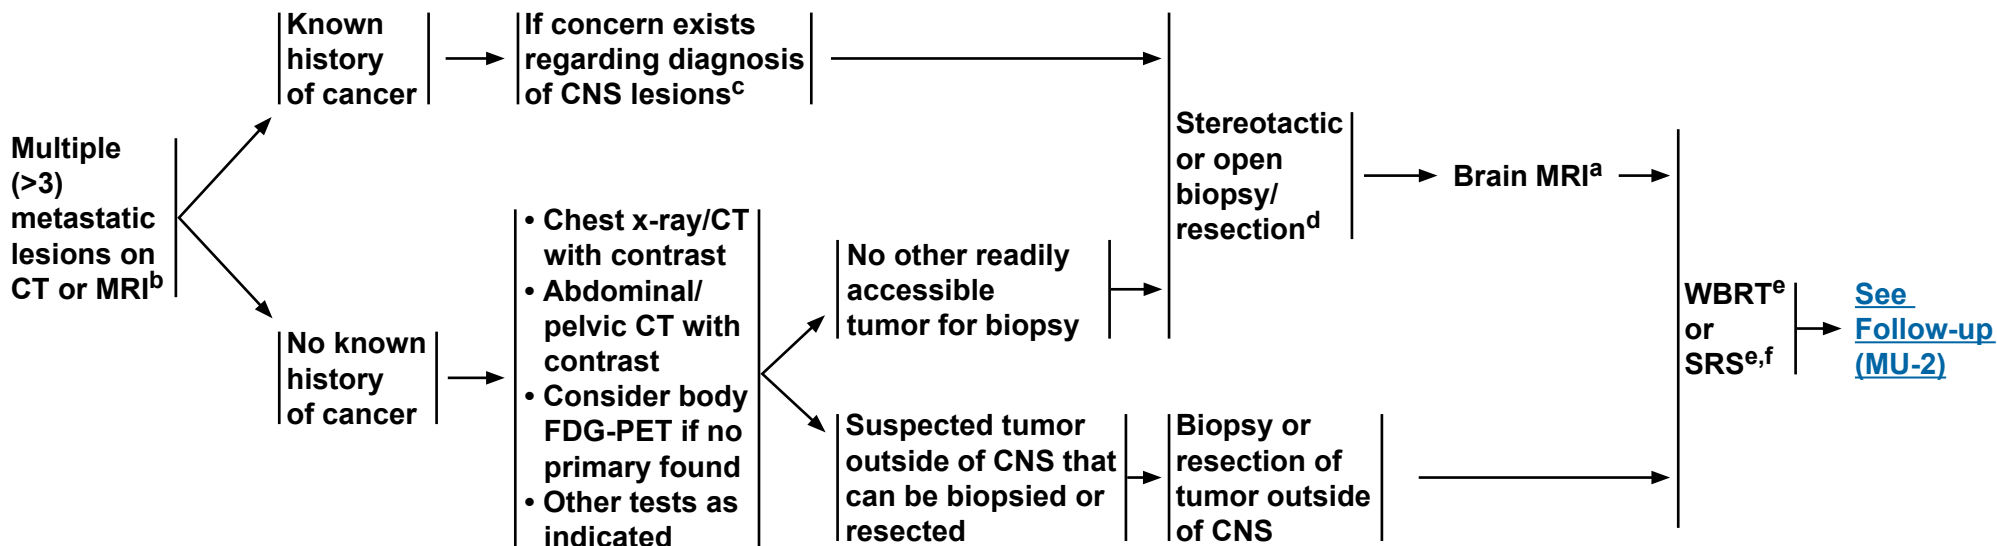 Multiple
(>3)
metastatic
lesions on
CT or MRIb
Known
history
of cancer
If concern exists
regarding diagnosis
of CNS lesionsc
No known
history
of cancer
• Chest x-ray/CT
with contrast
• Abdominal/
pelvic CT with
contrast
• Consider body
FDG-PET if no
primary found
• Other tests as
indicated
No other readily
accessible
tumor for biopsy
Suspected tumor
outside of CNS that
can be biopsied or
resected
Stereotactic
or open
biopsy/
resectiond
Biopsy or
resection of
tumor outside
of CNS
Brain MRIa
WBRTe
or
SRSe,f
See
Follow-up
(MU-2)